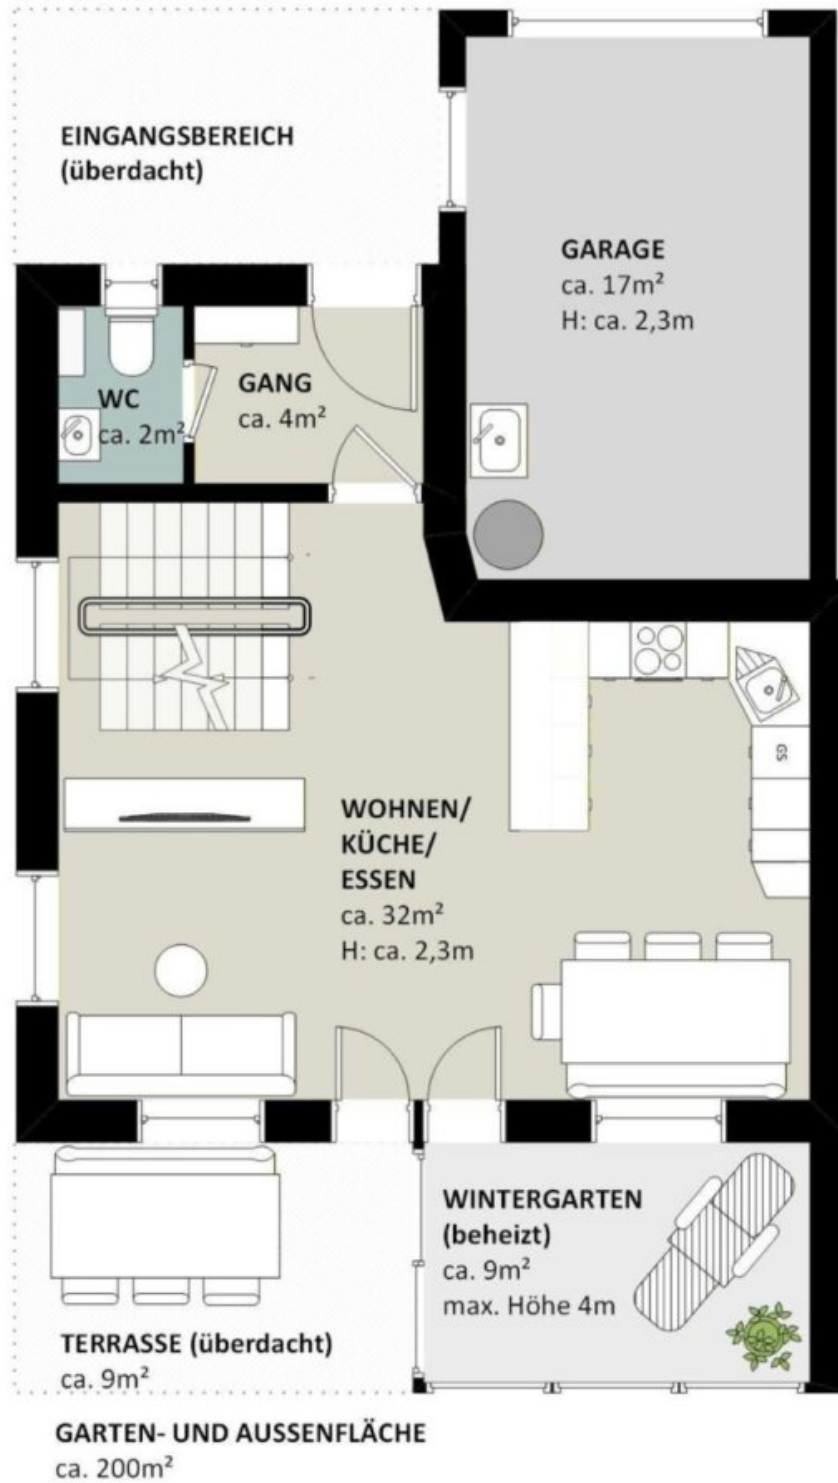 EINGANGSBEREICH
(überdacht)
GARAGE
ca. 17m²
H: ca. 2,3m
WC
ca. 2m²
GANG
ca. 4m²
GS
WOHNEN/
KÜCHE/
ESSEN
ca. 32m²
H: ca. 2,3m
WINTERGARTEN
(beheizt)
ca. 9m²
max. Höhe 4m
TERRASSE (überdacht)
ca. 9m²
GARTEN- UND AUSSENFLÄCHE
ca. 200m²